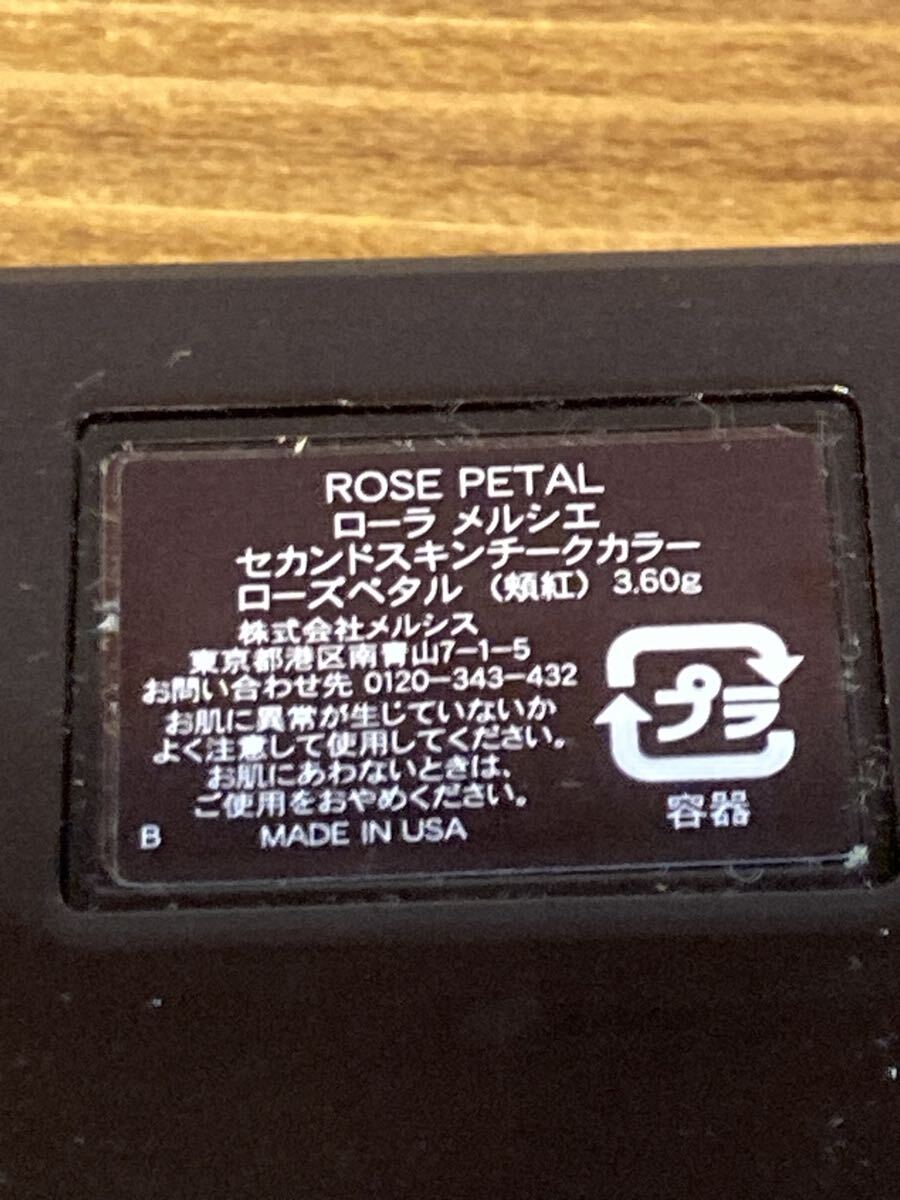 ROSE PETAL
ローラ メルシエ
セカンドスキンチークカラー
ローズペタル（頬紅）3.60g
株式会社メルシス
東京都港区南青山7-1-5
お問い合わせ先 0120-343-432
お肌に異常が生じていないか
よく注意して使用してください。
お肌にあわないときは、
ご使用をおやめください。
B MADE IN USA
プラ
容器